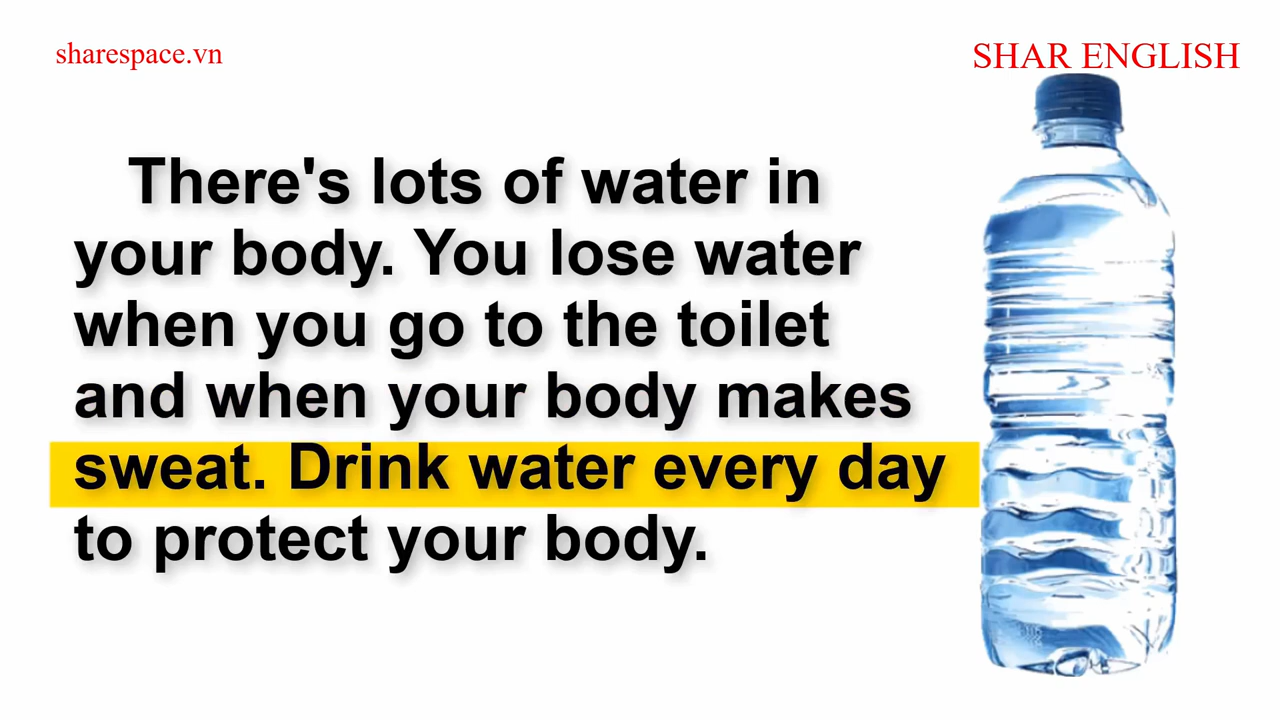 sharespace.vn
SHAR ENGLISH
There's lots of water in
your body. You lose water
when you go to the toilet
and when your body makes
sweat. Drink water every day
to protect your body.